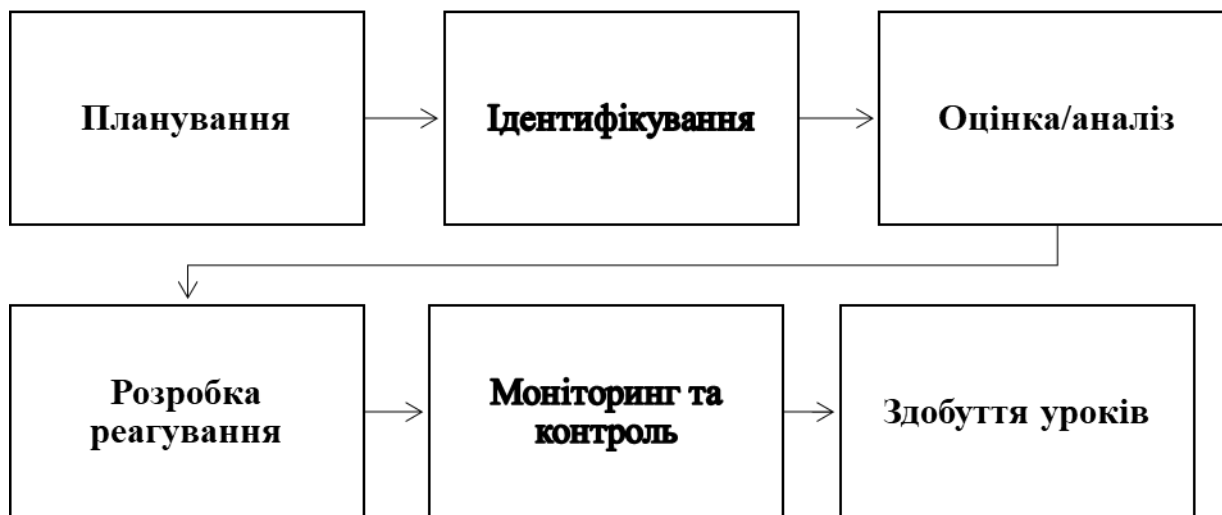 Планування
Ідентифікування
Оцінка/аналіз
Розробка
реагування
Моніторинг та
контроль
Здобуття уроків